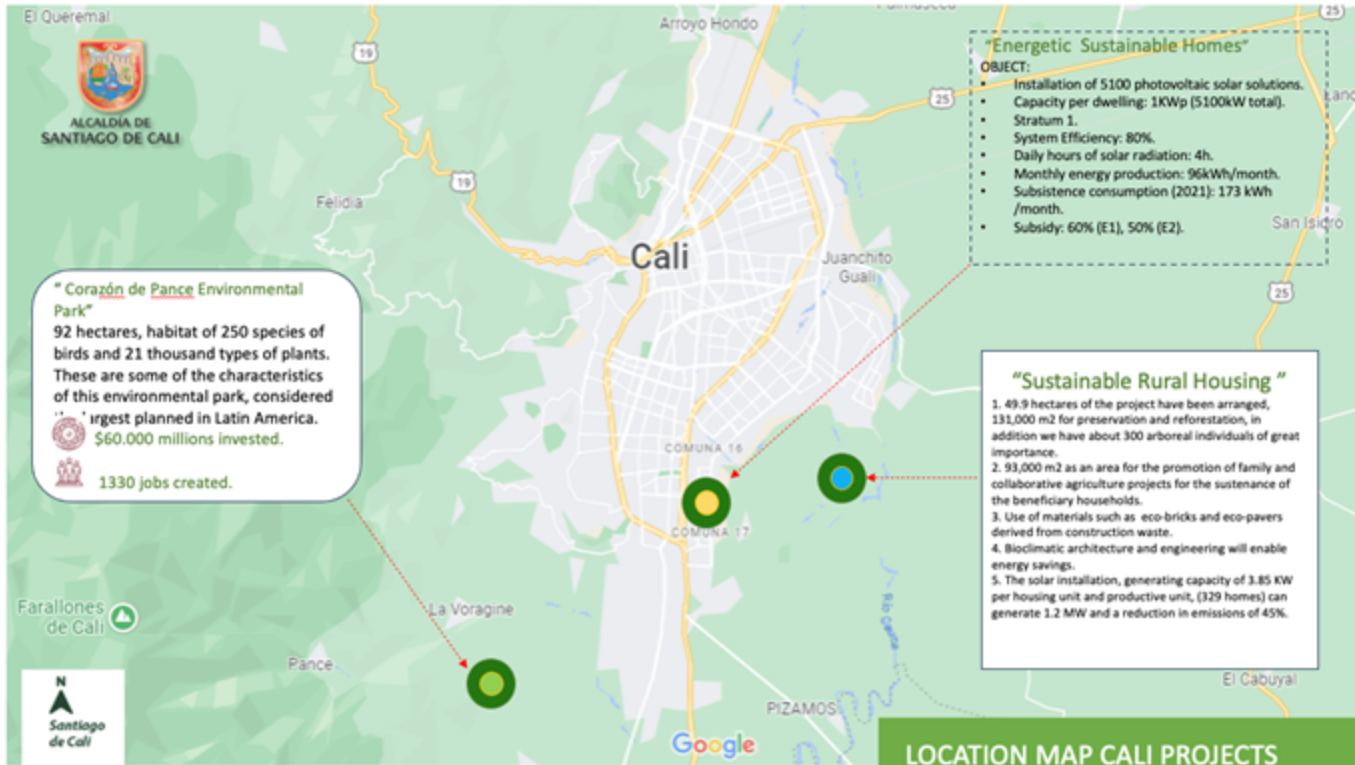 El Queremal
Arroyo Hondo
25
19
"Energetic Sustainable Homes"
OBJECT:
▪ Installation of 5100 photovoltaic solar solutions.
▪ Capacity per dwelling: 1KWp (5100kW total).
▪ Stratum 1.
▪ System Efficiency: 80%.
▪ Daily hours of solar radiation: 4h.
▪ Monthly energy production: 96kWh/month.
▪ Subsistence consumption (2021): 173 kWh
/month.
▪ Subsidy: 60% (E1), 50% (E2).
ALCALDÍA DE
SANTIAGO DE CALI
25
19
Felidia
San Isidro
Cali
Juanchito
Guali
25
" Corazón de Pance Environmental
Park"
92 hectares, habitat of 250 species of
birds and 21 thousand types of plants.
These are some of the characteristics
of this environmental park, considered
largest planned in Latin America.
$60.000 millions invested.
1330 jobs created.
"Sustainable Rural Housing "
1. 49.9 hectares of the project have been arranged,
131,000 m2 for preservation and reforestation, in
addition we have about 300 arboreal individuals of great
importance.
2. 93,000 m2 as an area for the promotion of family and
collaborative agriculture projects for the sustenance of
the beneficiary households.
3. Use of materials such as eco-bricks and eco-pavers
derived from construction waste.
4. Bioclimatic architecture and engineering will enable
energy savings.
5. The solar installation, generating capacity of 3.85 KW
per housing unit and productive unit, (329 homes) can
generate 1.2 MW and a reduction in emissions of 45%.
COMUNA 16
COMUNA 17
La Voragine
Farallones
de Cali
Pance
Río Cauca
El Cabuyal
PIZAMOS
N
Santiago
de Cali
Google
LOCATION MAP CALI PROJECTS